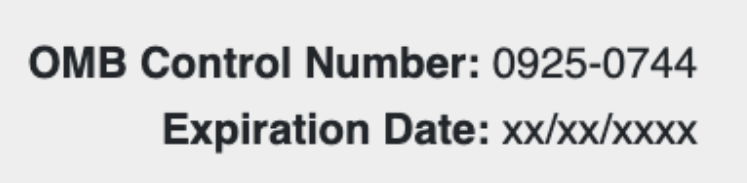 OMB Control Number: 0925-0744
Expiration Date: xx/xx/xxxx